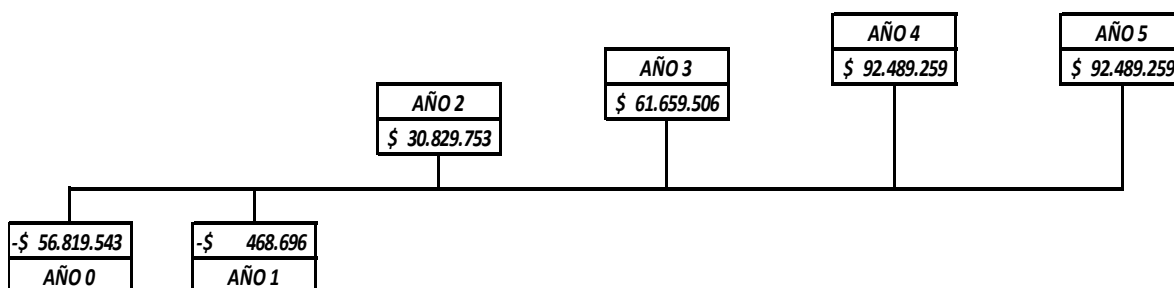 AÑO 4
$ 92.489.259
AÑO 5
$ 92.489.259
AÑO 3
$ 61.659.506
AÑO 2
$ 30.829.753
-$ 56.819.543
AÑO 0
-$ 468.696
AÑO 1